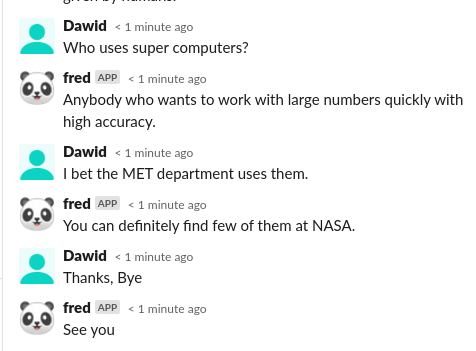 given by humans.
Dawid < 1 minute ago
Who uses super computers?
fred APP < 1 minute ago
Anybody who wants to work with large numbers quickly with
high accuracy.
Dawid < 1 minute ago
I bet the MET department uses them.
fred APP < 1 minute ago
You can definitely find few of them at NASA.
Dawid < 1 minute ago
Thanks, Bye
fred APP < 1 minute ago
See you